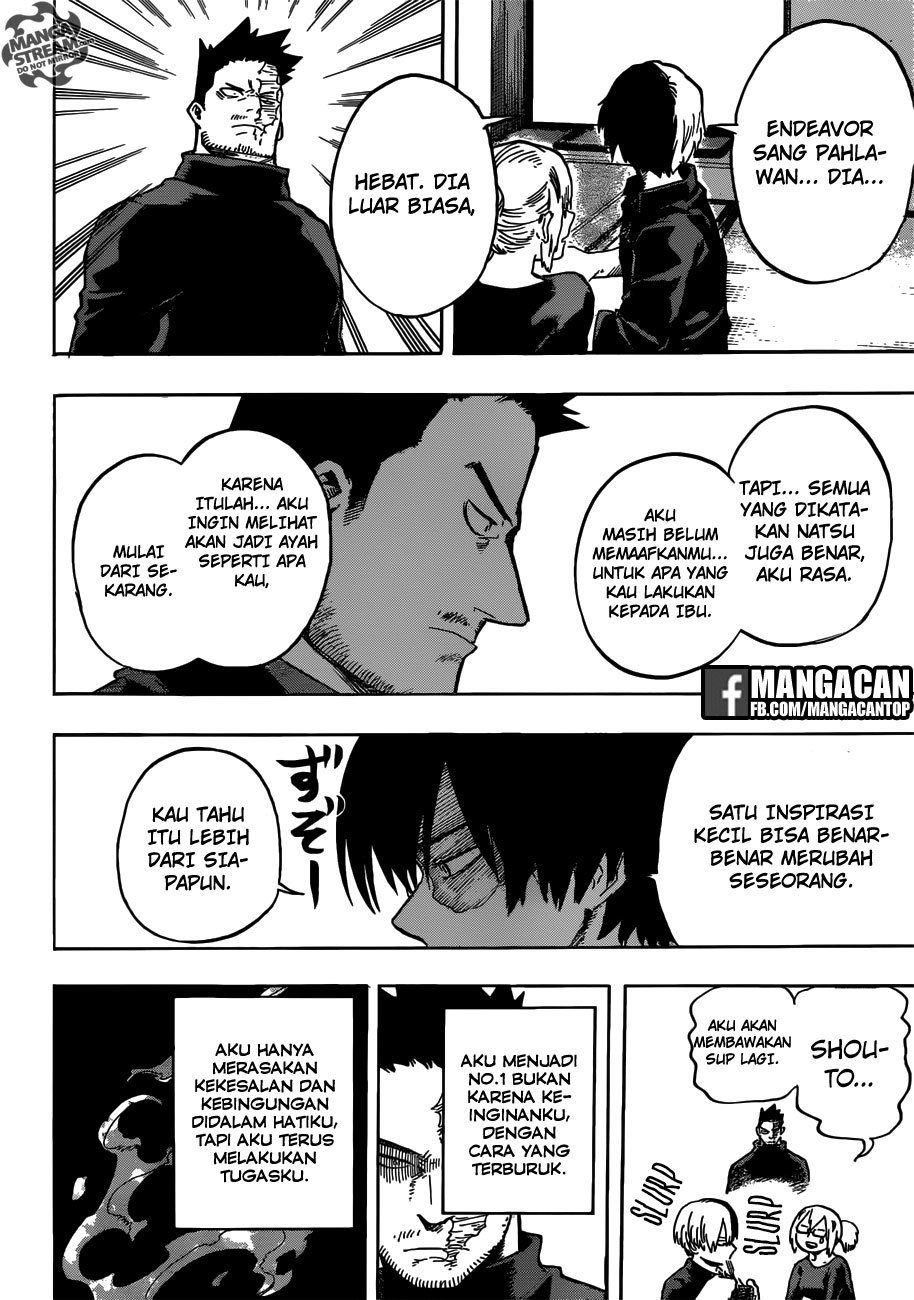 MANGA
STREAM.COM
DO NOT MIRROR
ENDEAVOR
SANG PAHLA-
WAN... DIA...
HEBAT. DIA
LUAR BIASA,
TAPI... SEMUA
YANG DIKATA-
KAN NATSU
JUGA BENAR,
AKU RASA.
AKU
MASIH BELUM
MEMAAFKANMU...
UNTUK APA YANG
KAU LAKUKAN
KEPADA IBU.
KARENA
ITULAH... AKU
INGIN MELIHAT
AKAN JADI AYAH
SEPERTI APA
KAU,
MULAI
DARI SE-
KARANG.
MANGACAN
FB.COM/MANGACANTOP
SATU INSPIRASI
KECIL BISA BENAR-
BENAR MERUBAH
SESEORANG.
ずぞー
KAU TAHU
ITU LEBIH
DARI SIA-
PAPUN.
SHOU-
TO...
AKU AKAN
MEMBAWAKAN
SUP LAGI.
SLURP
SLURP
AKU MENJADI
NO.1 BUKAN
KARENA KE-
INGINANKU,
DENGAN
CARA YANG
TERBURUK.
AKU HANYA
MERASAKAN
KEKESALAN DAN
KEBINGUNGAN
DIDALAM HATIKU,
TAPI AKU TERUS
MELAKUKAN
TUGASKU.